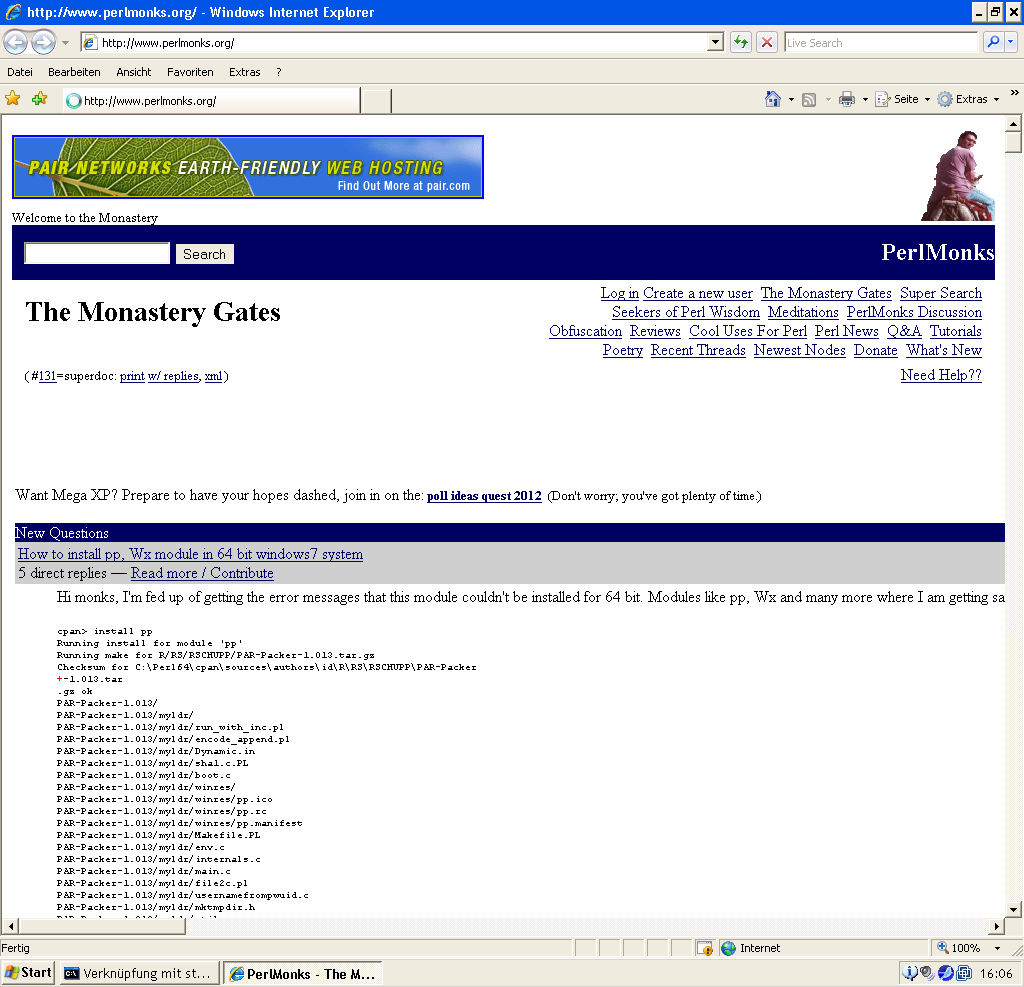 http://www.perlmonks.org/ - Windows Internet Explorer
http://www.perlmonks.org/
Live Search
Datei Bearbeiten Ansicht Favoriten Extras ?
http://www.perlmonks.org/
Seite Extras »
PAIR NETWORKS EARTH-FRIENDLY WEB HOSTING
Find Out More at pair.com
Welcome to the Monastery
Search
PerlMonks
The Monastery Gates
Log in Create a new user The Monastery Gates Super Search
Seekers of Perl Wisdom Meditations PerlMonks Discussion
Obfuscation Reviews Cool Uses For Perl Perl News Q&A Tutorials
Poetry Recent Threads Newest Nodes Donate What's New
( #131=superdoc: print w/ replies, xml )
Need Help??
Want Mega XP? Prepare to have your hopes dashed, join in on the: poll ideas quest 2012 (Don't worry; you've got plenty of time.)
New Questions
How to install pp, Wx module in 64 bit windows7 system
5 direct replies — Read more / Contribute
Hi monks, I'm fed up of getting the error messages that this module couldn't be installed for 64 bit. Modules like pp, Wx and many more where I am getting sa
cpan> install pp
Running install for module 'pp'
Running make for R/RS/RSCHUPP/PAR-Packer-1.013.tar.gz
Checksum for C:\Perl64\cpan\sources\authors\id\R\RS\RSCHUPP\PAR-Packer
+-1.013.tar
.gz ok
PAR-Packer-1.013/
PAR-Packer-1.013/myldr/
PAR-Packer-1.013/myldr/run_with_inc.pl
PAR-Packer-1.013/myldr/encode_append.pl
PAR-Packer-1.013/myldr/Dynamic.in
PAR-Packer-1.013/myldr/sha1.c.PL
PAR-Packer-1.013/myldr/boot.c
PAR-Packer-1.013/myldr/winres/
PAR-Packer-1.013/myldr/winres/pp.ico
PAR-Packer-1.013/myldr/winres/pp.rc
PAR-Packer-1.013/myldr/winres/pp.manifest
PAR-Packer-1.013/myldr/Makefile.PL
PAR-Packer-1.013/myldr/env.c
PAR-Packer-1.013/myldr/internals.c
PAR-Packer-1.013/myldr/main.c
PAR-Packer-1.013/myldr/file2c.pl
PAR-Packer-1.013/myldr/usernamefrompwuid.c
PAR-Packer-1.013/myldr/mktmpdir.h
Fertig
Internet
100%
Start
Verknüpfung mit st...
PerlMonks - The M...
16:06